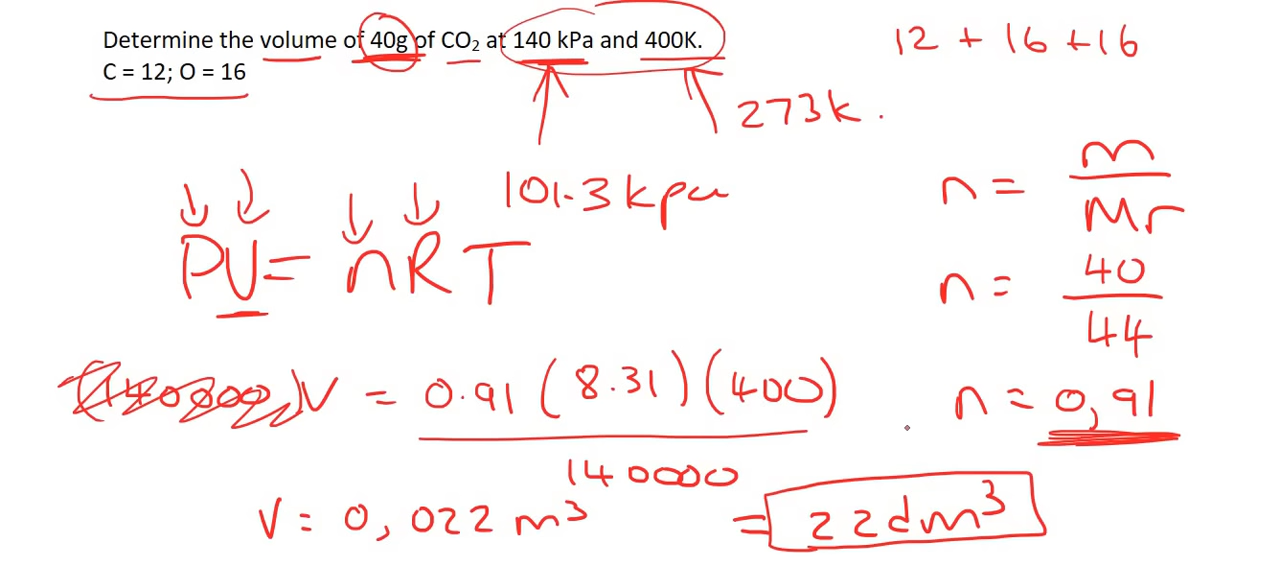 Determine the volume of 40g of CO₂ at 140 kPa and 400K.
C = 12; O = 16
12 + 16 + 16
273k.
101.3 kpa
PV = nRT
n = m/Mr
n = 40/44
n = 0,91
(140000)V = 0.91 (8.31)(400)
140000
V = 0,022 m³ = 22dm³